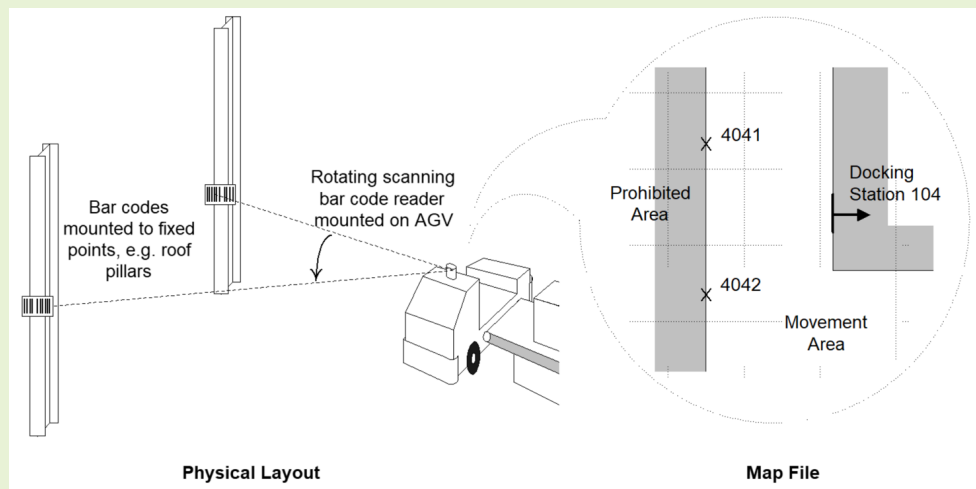 Bar codes
mounted to fixed
points, e.g. roof
pillars
Rotating scanning
bar code reader
mounted on AGV
Physical Layout
4041
Prohibited
Area
Docking
Station 104
4042
Movement
Area
Map File